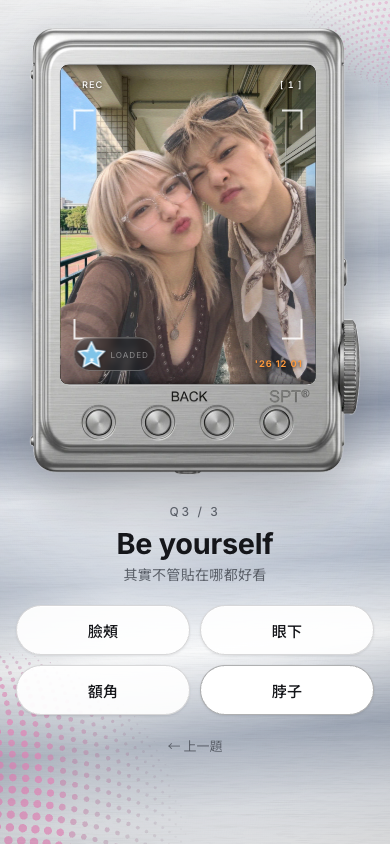 REC [ 1 ]
LOADED
'26 12 01
BACK SPT®
Q3 / 3
Be yourself
其實不管貼在哪都好看
臉頰 眼下
額角 脖子
← 上一題